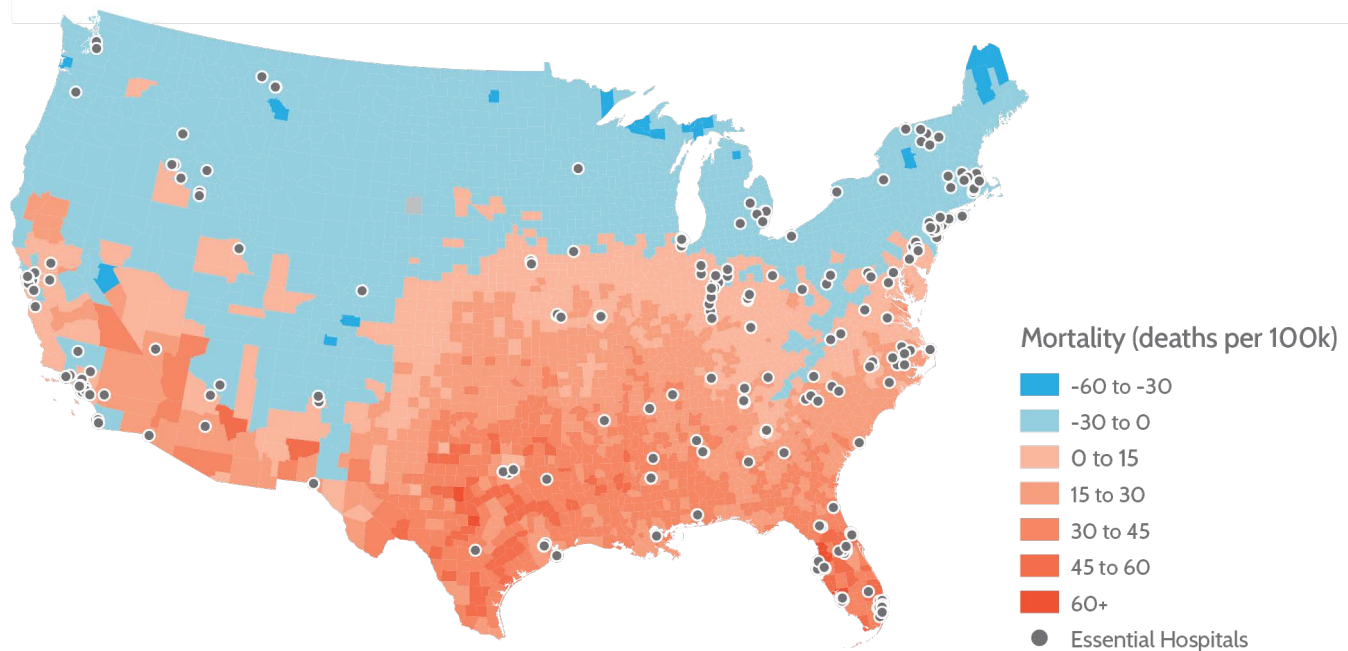 Mortality (deaths per 100k)
-60 to -30
-30 to 0
0 to 15
15 to 30
30 to 45
45 to 60
60+
Essential Hospitals